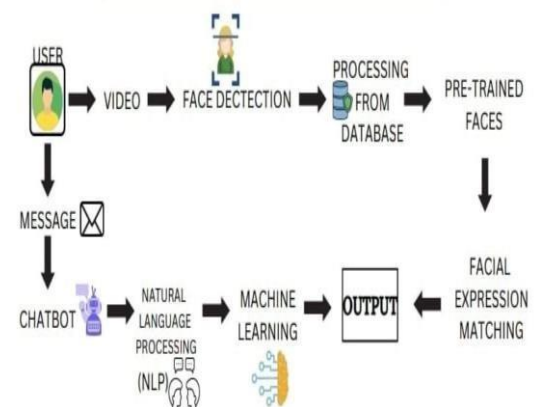 USER
VIDEO
FACE DECTECTION
PROCESSING
FROM
DATABASE
PRE-TRAINED
FACES
MESSAGE
CHATBOT
NATURAL
LANGUAGE
PROCESSING
(NLP)
MACHINE
LEARNING
OUTPUT
FACIAL
EXPRESSION
MATCHING